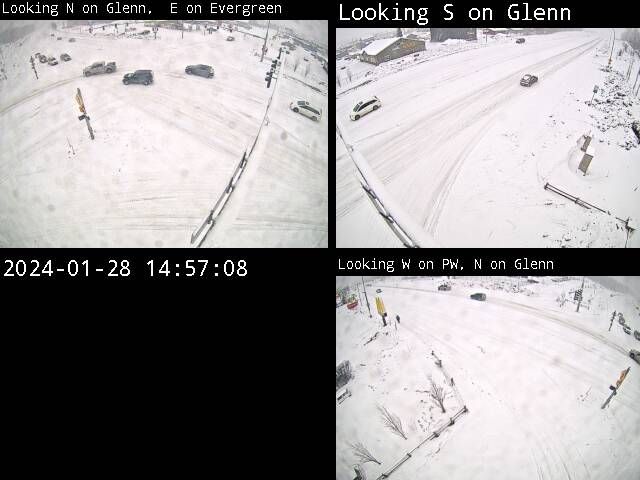 Looking N on Glenn,  E on Evergreen
Looking S on Glenn
2024-01-28 14:57:08
Looking W on PW, N on Glenn